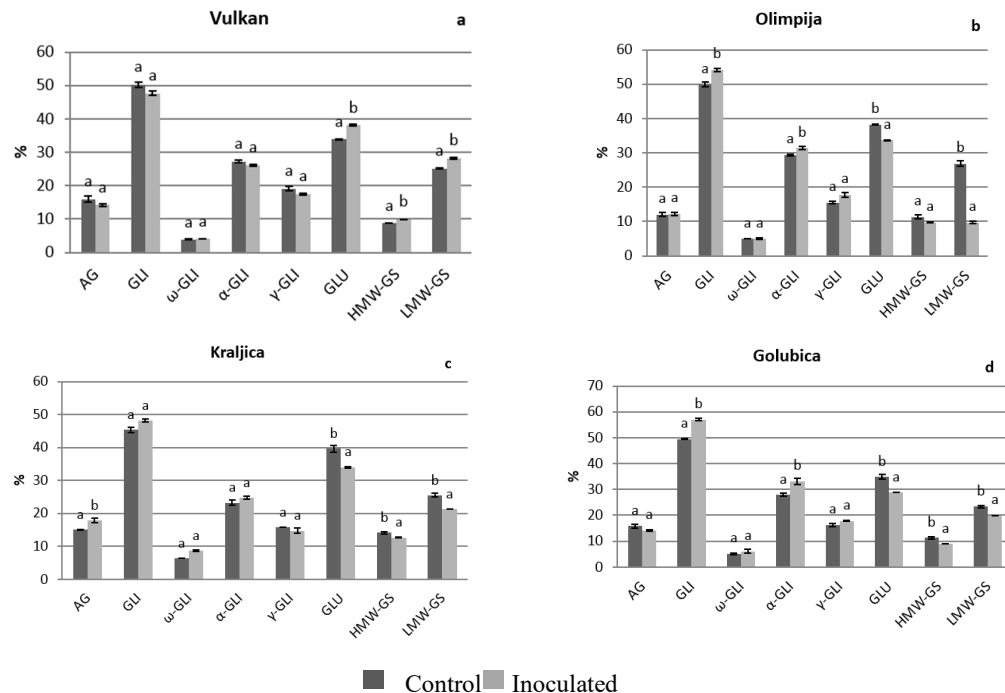 Vulkan
a
60
50
40
30
20
10
0
%
a a
a a
a a
a a
a a
a b
a b
a b
AG GLI ω-GLI α-GLI γ-GLI GLU HMW-GS LMW-GS
Olimpija
b
60
50
40
30
20
10
0
%
a a
a b
a a
a b
a a
b a
a a
b a
AG GLI ω-GLI α-GLI γ-GLI GLU HMW-GS LMW-GS
Kraljica
c
60
50
40
30
20
10
0
%
a b
a a
a a
a a
a a
b a
b a
b a
AG GLI ω-GLI α-GLI γ-GLI GLU HMW-GS LMW-GS
Golubica
d
70
60
50
40
30
20
10
0
%
a a
a b
a a
a b
a a
b a
b a
b a
AG GLI ω-GLI α-GLI γ-GLI GLU HMW-GS LMW-GS
Control Inoculated